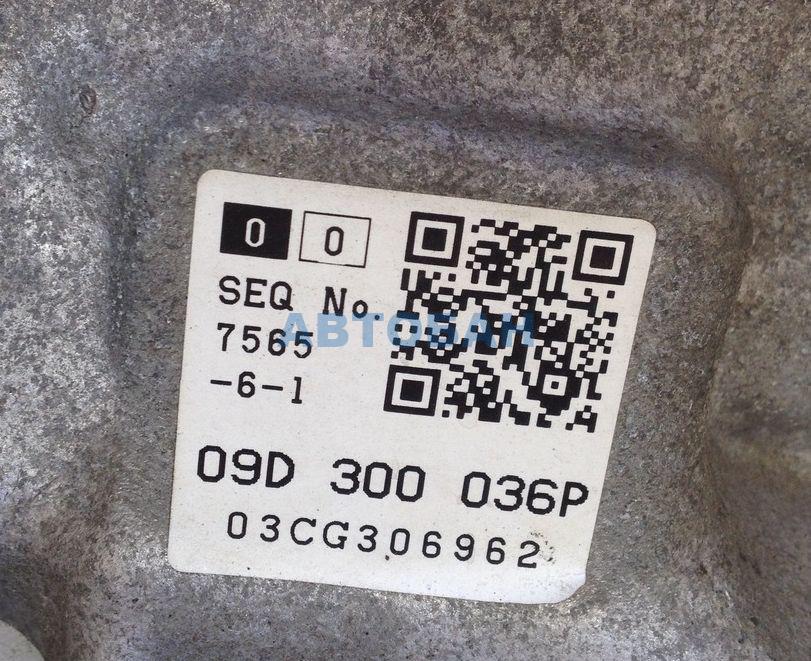 0 0
SEQ No
7565
-6-1
АВТОБАН
09D 300 036P
03CG306962